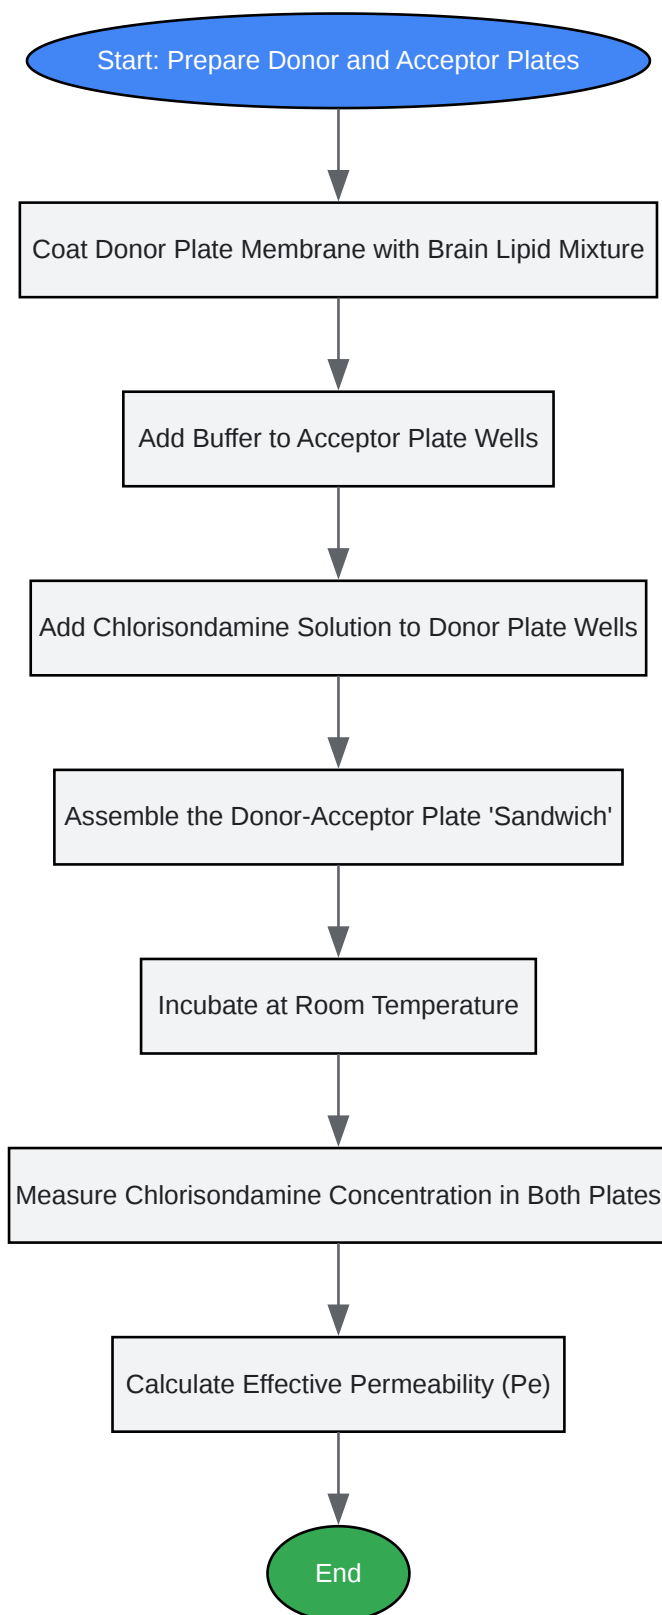 Start: Prepare Donor and Acceptor Plates
Coat Donor Plate Membrane with Brain Lipid Mixture
Add Buffer to Acceptor Plate Wells
Add Chlorisondamine Solution to Donor Plate Wells
Assemble the Donor-Acceptor Plate 'Sandwich'
Incubate at Room Temperature
Measure Chlorisondamine Concentration in Both Plates
Calculate Effective Permeability (Pe)
End